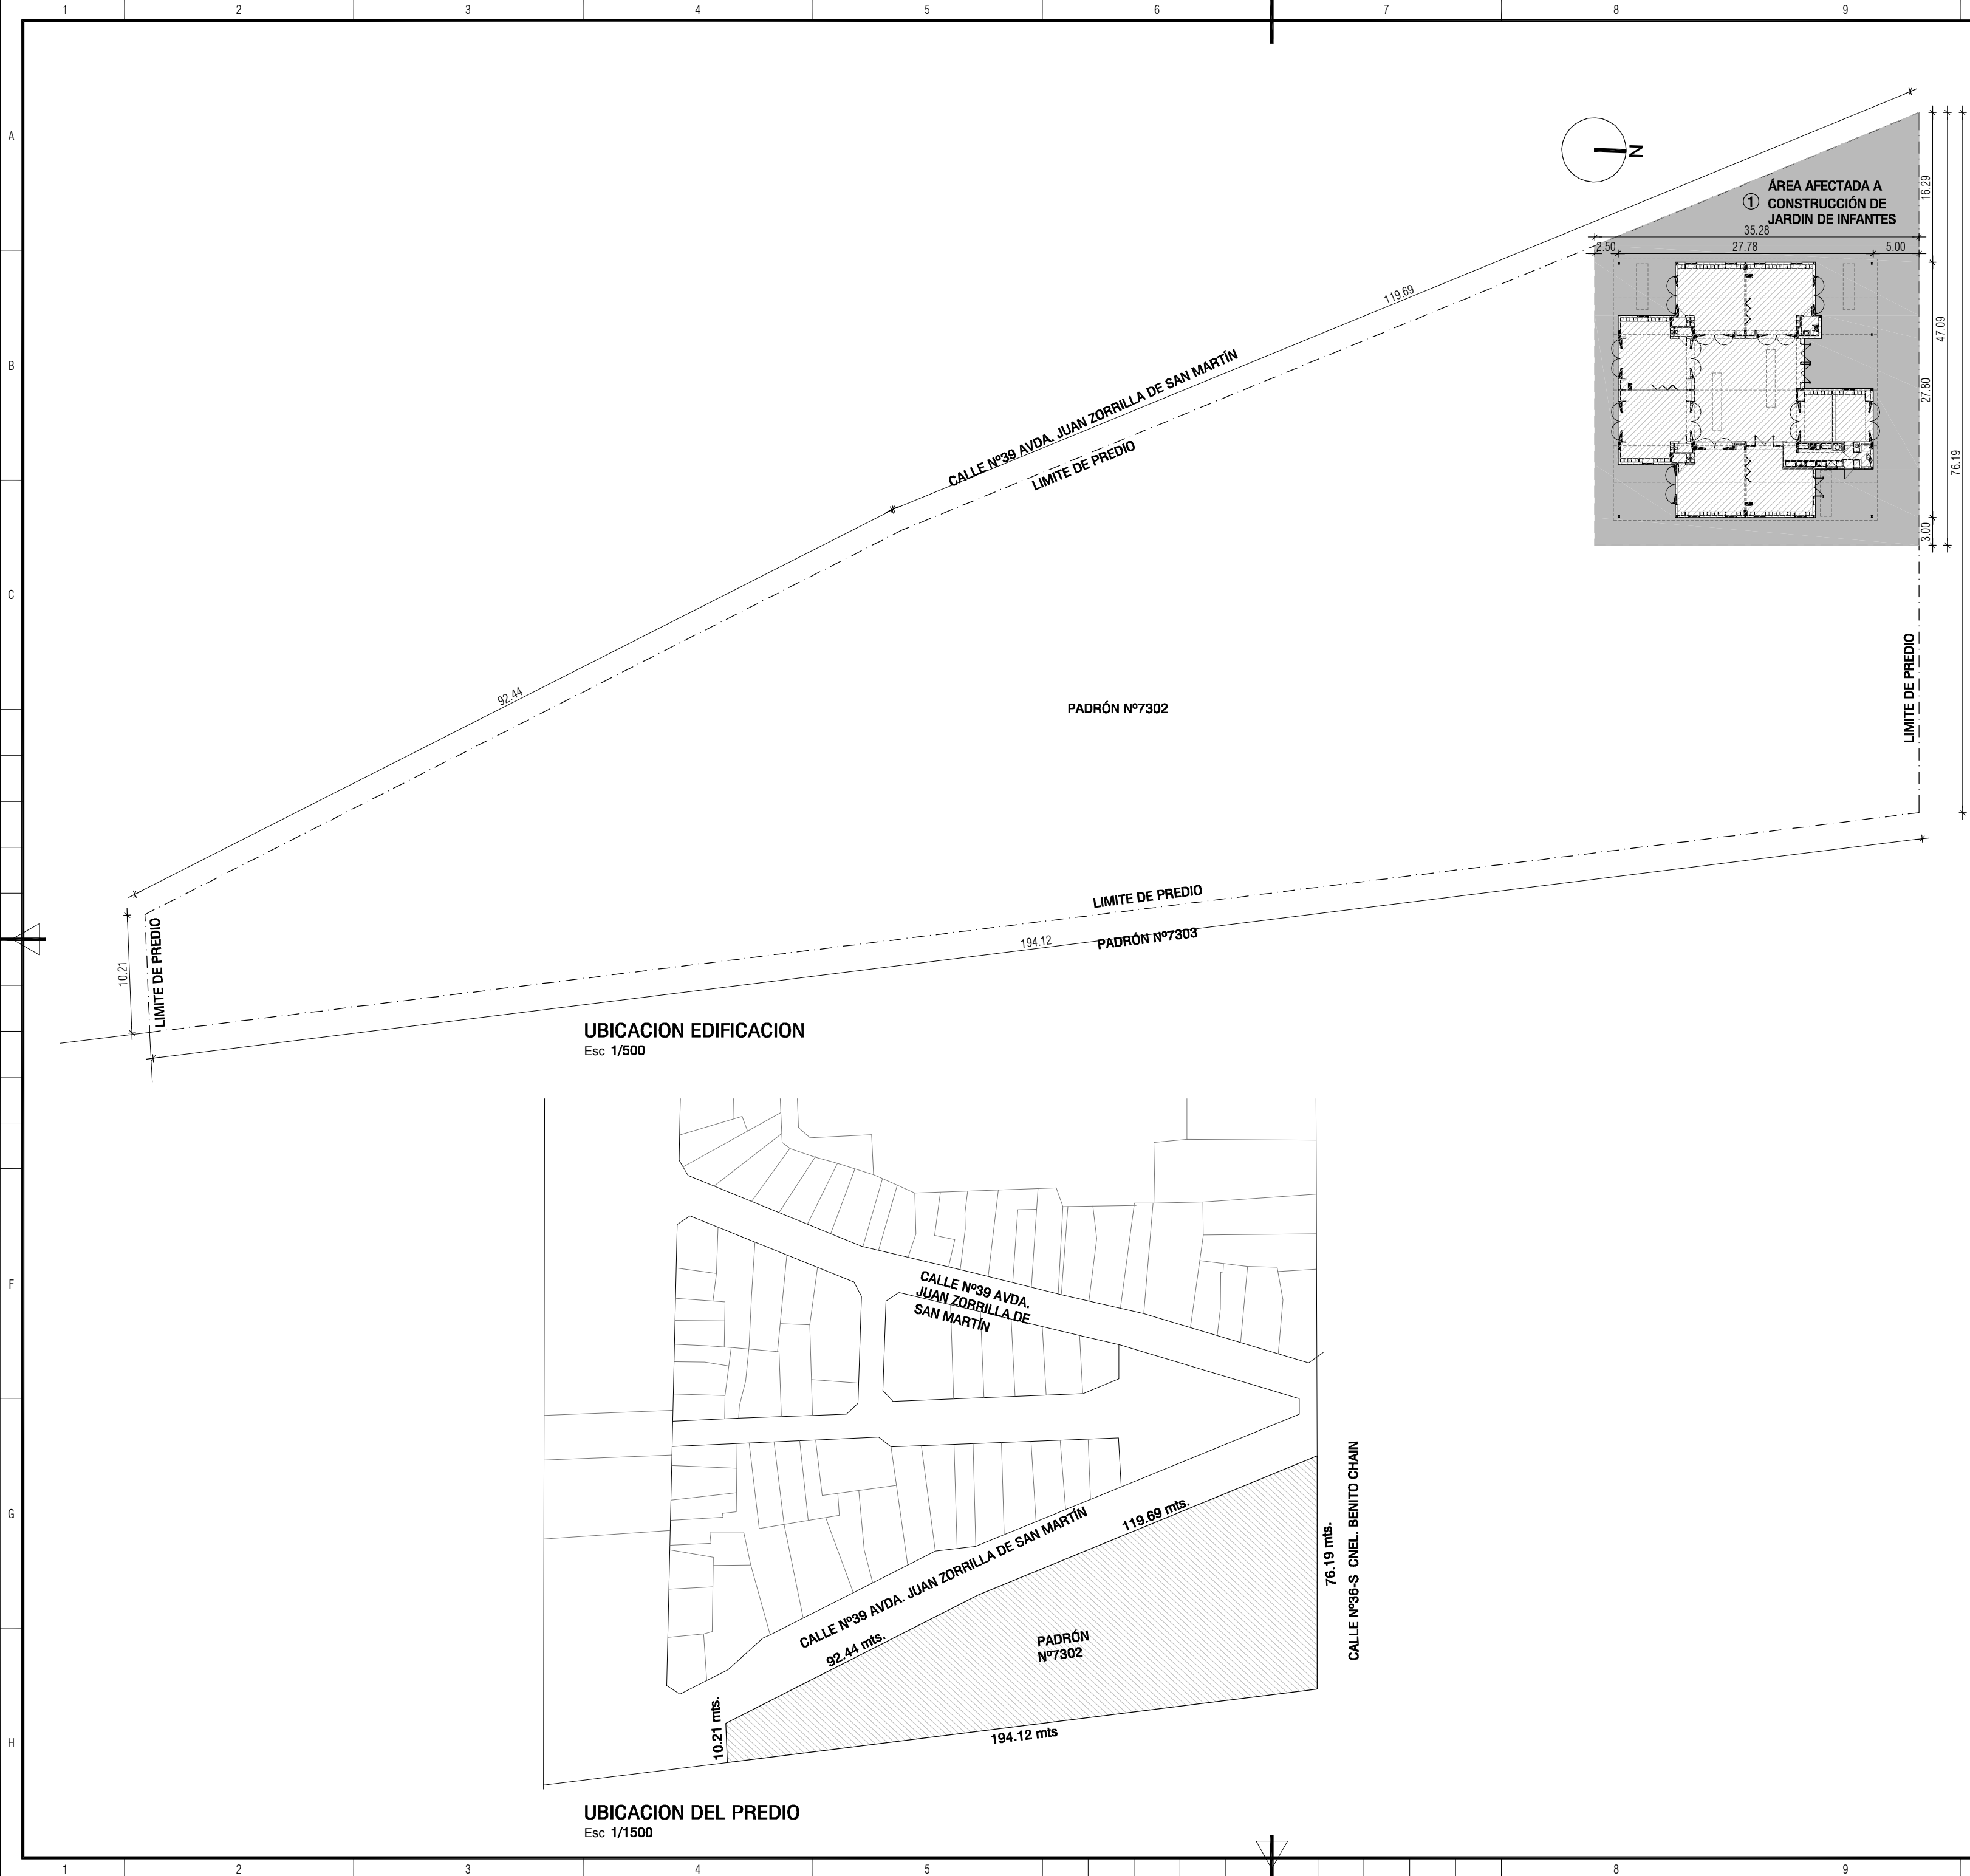 1 2 3 4 5 6 7 8 9
A
B
C
F
G
H
N
ÁREA AFECTADA A
1 CONSTRUCCIÓN DE
JARDIN DE INFANTES
35.28
2.50 27.78 5.00
16.29
47.09
27.80
76.19
3.00
119.69
CALLE Nº39 AVDA. JUAN ZORRILLA DE SAN MARTÍN
LIMITE DE PREDIO
92.44
PADRÓN Nº7302
LIMITE DE PREDIO
LIMITE DE PREDIO
194.12
PADRÓN Nº7303
10.21
LIMITE DE PREDIO
UBICACION EDIFICACION
Esc 1/500
CALLE Nº39 AVDA.
JUAN ZORRILLA DE
SAN MARTÍN
CALLE Nº39 AVDA. JUAN ZORRILLA DE SAN MARTÍN
119.69 mts.
92.44 mts.
76.19 mts.
CALLE Nº36-S CNEL. BENITO CHAIN
PADRÓN
Nº7302
10.21 mts.
194.12 mts
UBICACION DEL PREDIO
Esc 1/1500
1 2 3 4 5 8 9